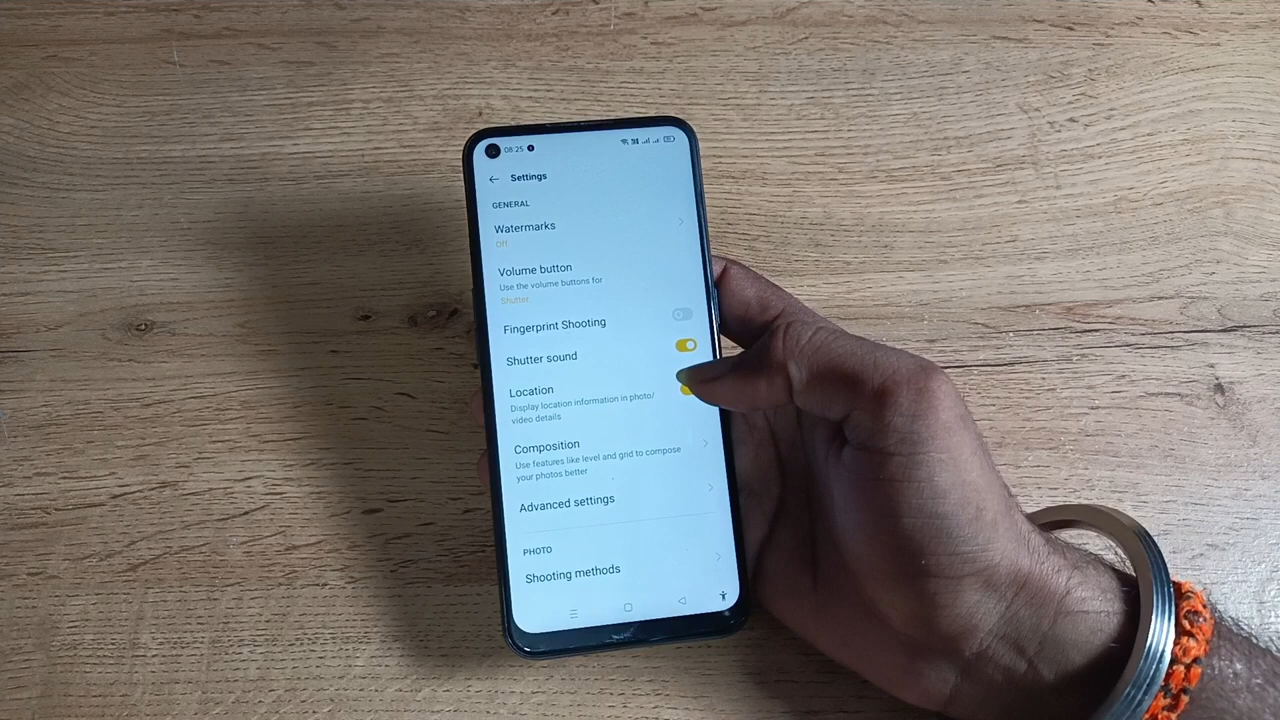 08:25
Settings
GENERAL
Watermarks
Off
Volume button
Use the volume buttons for
Shutter
Fingerprint Shooting
Shutter sound
Location
Display location information in photo/
video details
Composition
Use features like level and grid to compose
your photos better
Advanced settings
PHOTO
Shooting methods